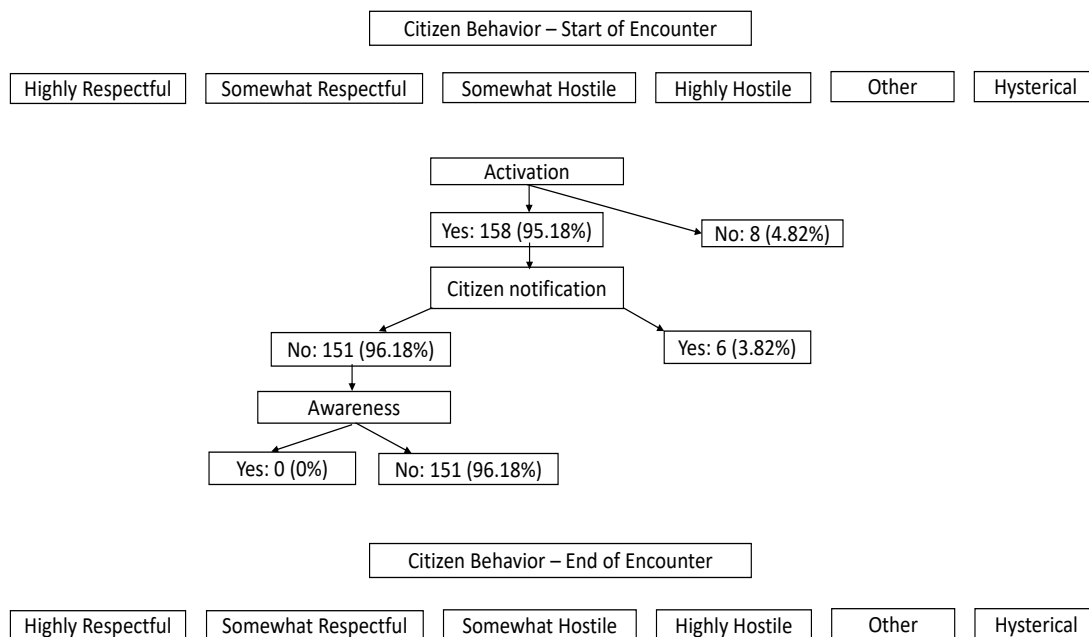 Citizen Behavior – Start of Encounter
Highly Respectful
Somewhat Respectful
Somewhat Hostile
Highly Hostile
Other
Hysterical
Activation
Yes: 158 (95.18%)
No: 8 (4.82%)
Citizen notification
No: 151 (96.18%)
Yes: 6 (3.82%)
Awareness
Yes: 0 (0%)
No: 151 (96.18%)
Citizen Behavior – End of Encounter
Highly Respectful
Somewhat Respectful
Somewhat Hostile
Highly Hostile
Other
Hysterical